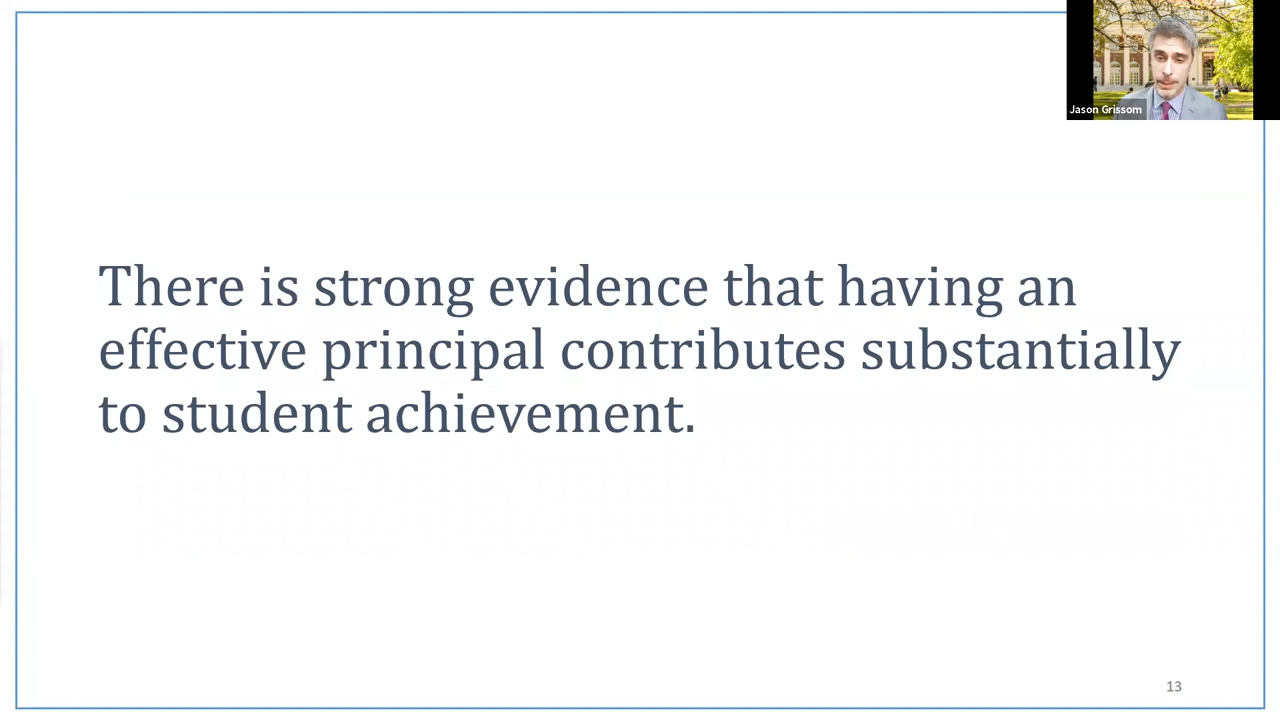 Jason Grissom
There is strong evidence that having an
effective principal contributes substantially
to student achievement.
13